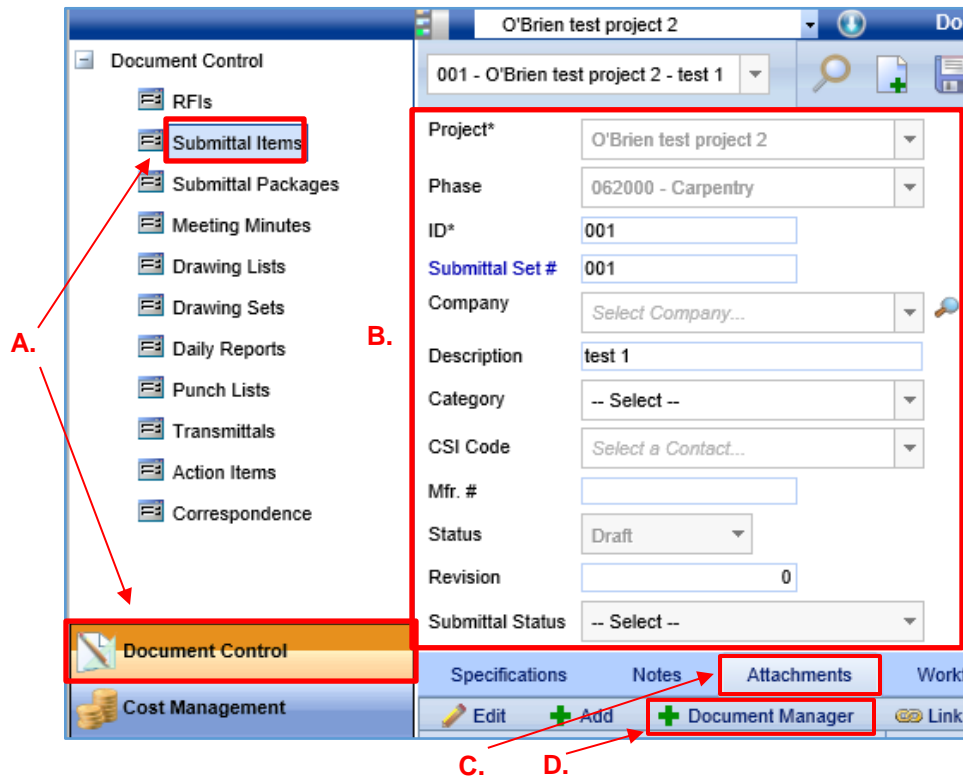 O'Brien test project 2
Do
Document Control
RFIs
Submittal Items
Submittal Packages
Meeting Minutes
Drawing Lists
Drawing Sets
Daily Reports
Punch Lists
Transmittals
Action Items
Correspondence
Document Control
Cost Management
A.
B.
001 - O'Brien test project 2 - test 1
Project* O'Brien test project 2
Phase 062000 - Carpentry
ID* 001
Submittal Set # 001
Company Select Company...
Description test 1
Category -- Select --
CSI Code Select a Contact...
Mfr. #
Status Draft
Revision 0
Submittal Status -- Select --
Specifications Notes Attachments Workf
Edit Add Document Manager Link
C. D.